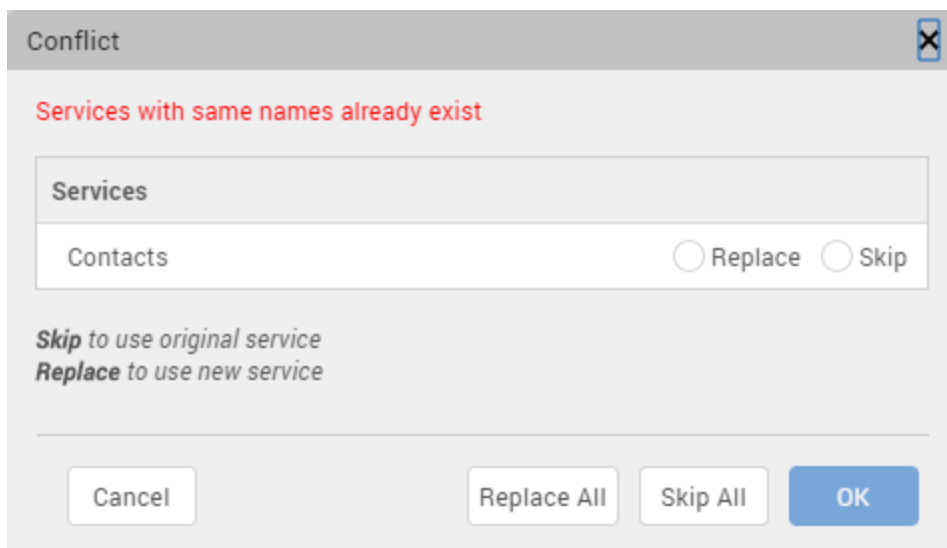 Conflict
Services with same names already exist
Services
Contacts Replace Skip
Skip to use original service
Replace to use new service
Cancel Replace All Skip All OK